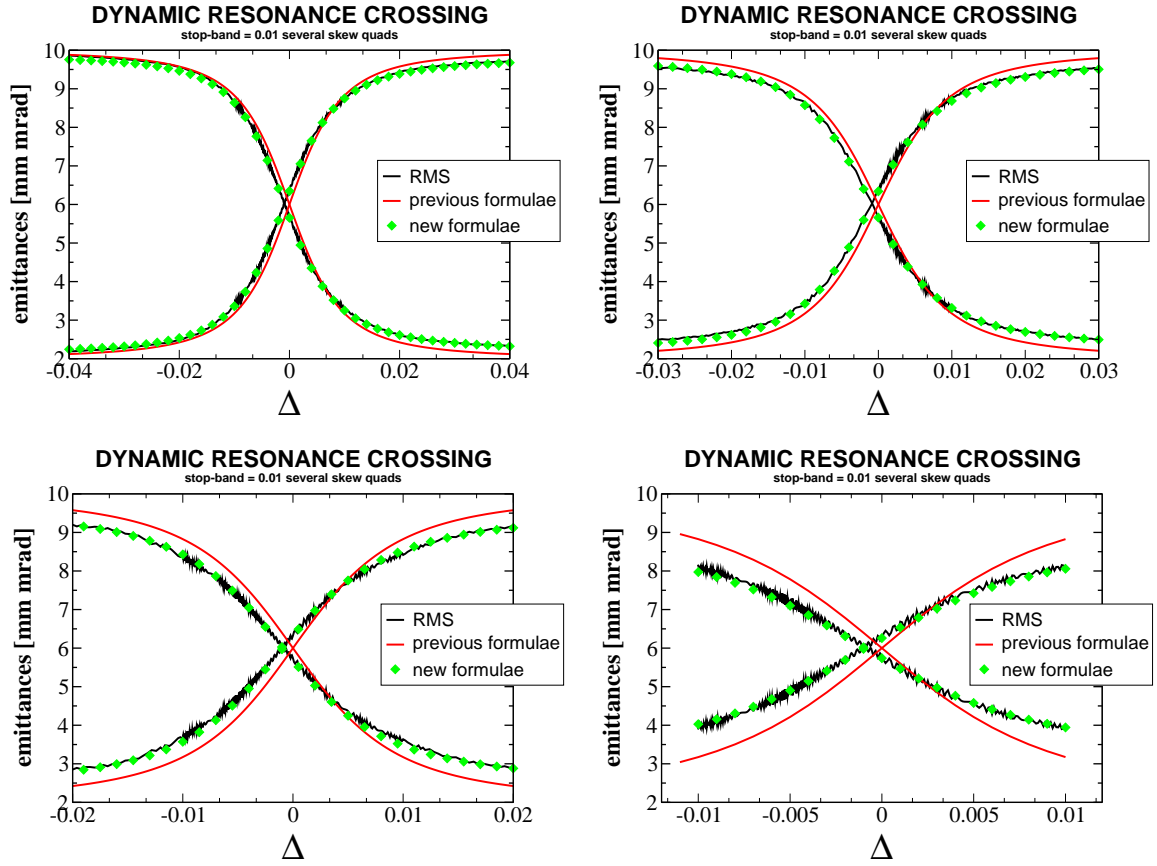 DYNAMIC RESONANCE CROSSING
stop-band = 0.01 several skew quads
emittances [mm mrad]
10
9
8
7
6
5
4
3
2
RMS
previous formulae
new formulae
-0.04 -0.02 0 0.02 0.04
Δ
DYNAMIC RESONANCE CROSSING
stop-band = 0.01 several skew quads
emittances [mm mrad]
10
9
8
7
6
5
4
3
2
RMS
previous formulae
new formulae
-0.03 -0.02 -0.01 0 0.01 0.02 0.03
Δ
DYNAMIC RESONANCE CROSSING
stop-band = 0.01 several skew quads
emittances [mm mrad]
10
9
8
7
6
5
4
3
2
RMS
previous formulae
new formulae
-0.02 -0.01 0 0.01 0.02
Δ
DYNAMIC RESONANCE CROSSING
stop-band = 0.01 several skew quads
emittances [mm mrad]
10
9
8
7
6
5
4
3
2
RMS
previous formulae
new formulae
-0.01 -0.005 0 0.005 0.01
Δ